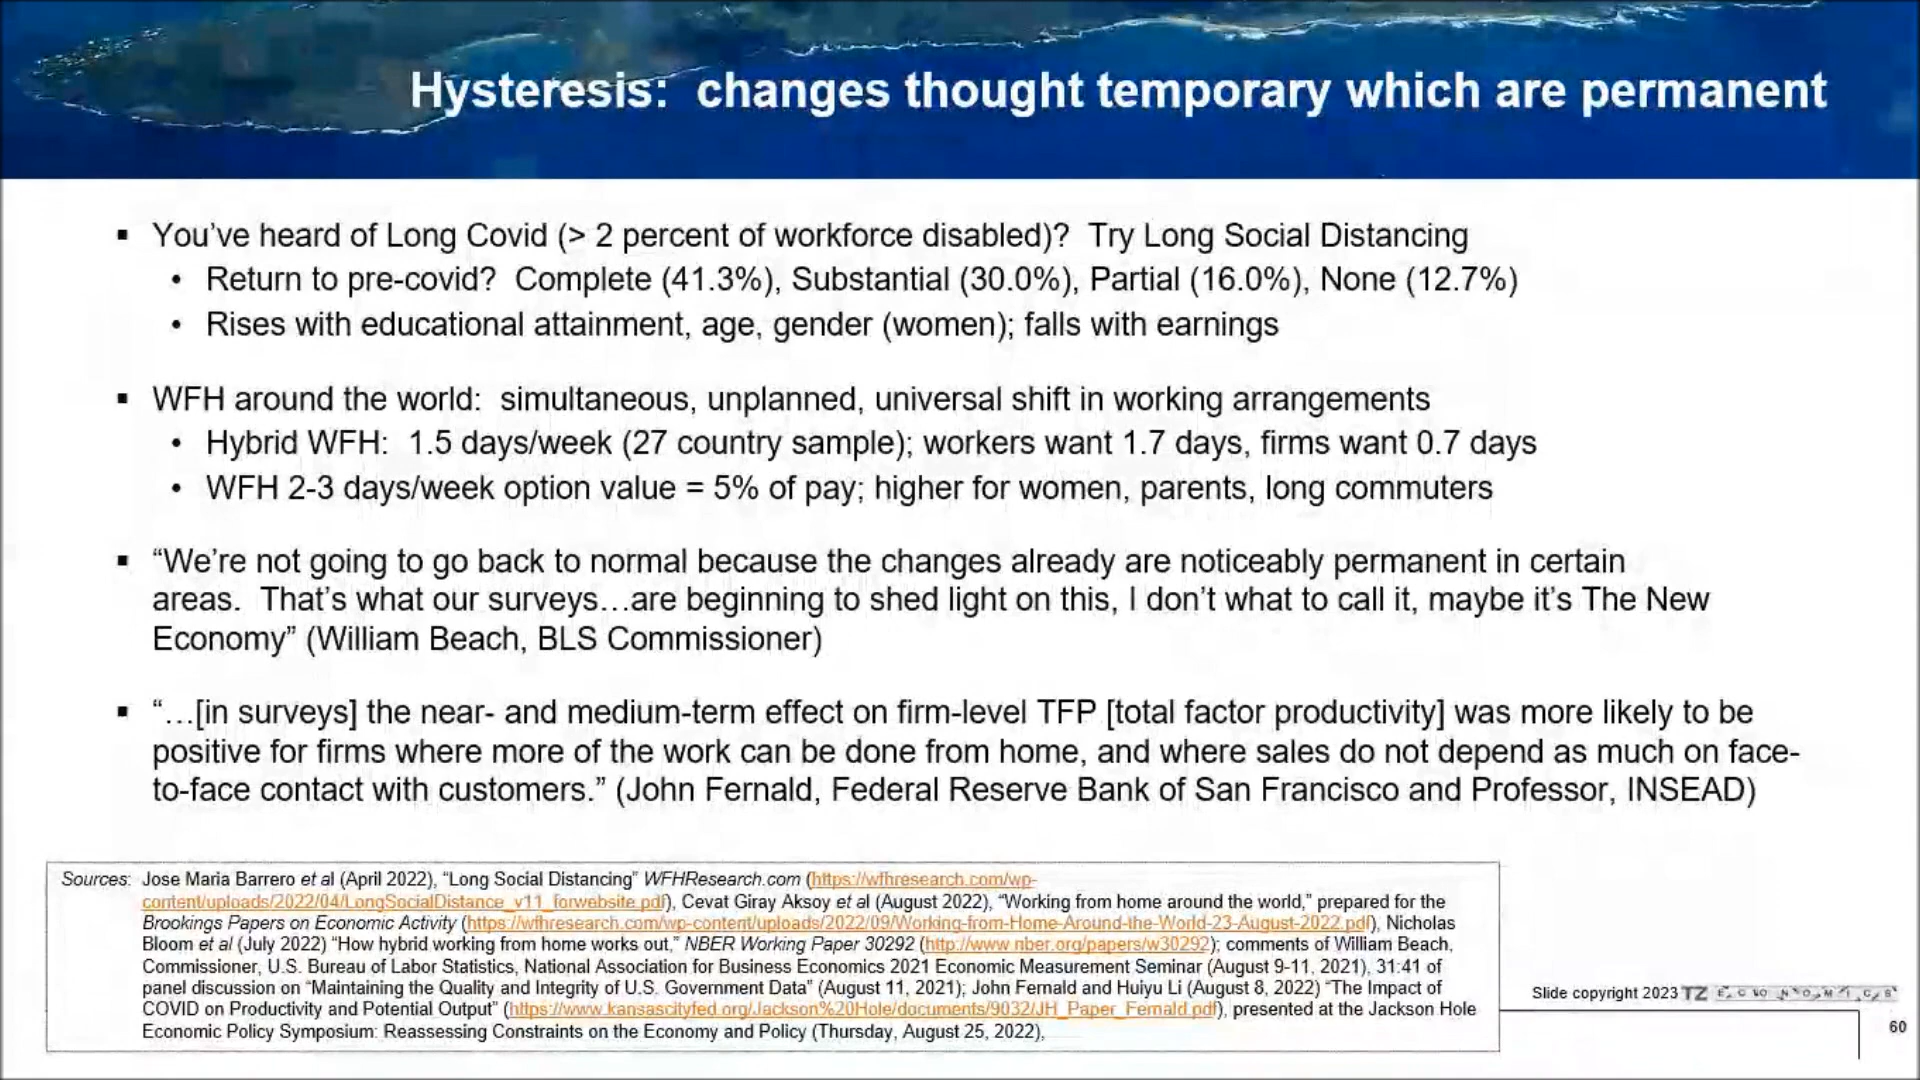 Hysteresis:  changes thought temporary which are permanent
▪ You've heard of Long Covid (> 2 percent of workforce disabled)?  Try Long Social Distancing
• Return to pre-covid?  Complete (41.3%), Substantial (30.0%), Partial (16.0%), None (12.7%)
• Rises with educational attainment, age, gender (women); falls with earnings
▪ WFH around the world:  simultaneous, unplanned, universal shift in working arrangements
• Hybrid WFH:  1.5 days/week (27 country sample); workers want 1.7 days, firms want 0.7 days
• WFH 2-3 days/week option value = 5% of pay; higher for women, parents, long commuters
▪ “We're not going to go back to normal because the changes already are noticeably permanent in certain
areas.  That's what our surveys…are beginning to shed light on this, I don't what to call it, maybe it's The New
Economy” (William Beach, BLS Commissioner)
▪ “…[in surveys] the near- and medium-term effect on firm-level TFP [total factor productivity] was more likely to be
positive for firms where more of the work can be done from home, and where sales do not depend as much on face-
to-face contact with customers.” (John Fernald, Federal Reserve Bank of San Francisco and Professor, INSEAD)
Sources:  Jose Maria Barrero et al (April 2022), “Long Social Distancing” WFHResearch.com (https://wfhresearch.com/wp-
content/uploads/2022/04/LongSocialDistance_v11_forwebsite.pdf), Cevat Giray Aksoy et al (August 2022), “Working from home around the world,” prepared for the
Brookings Papers on Economic Activity (https://wfhresearch.com/wp-content/uploads/2022/09/Working-from-Home-Around-the-World-23-August-2022.pdf), Nicholas
Bloom et al (July 2022) “How hybrid working from home works out,” NBER Working Paper 30292 (http://www.nber.org/papers/w30292); comments of William Beach,
Commissioner, U.S. Bureau of Labor Statistics, National Association for Business Economics 2021 Economic Measurement Seminar (August 9-11, 2021), 31:41 of
panel discussion on “Maintaining the Quality and Integrity of U.S. Government Data” (August 11, 2021); John Fernald and Huiyu Li (August 8, 2022) “The Impact of
COVID on Productivity and Potential Output” (https://www.kansascityfed.org/Jackson%20Hole/documents/9032/JH_Paper_Fernald.pdf), presented at the Jackson Hole
Economic Policy Symposium: Reassessing Constraints on the Economy and Policy (Thursday, August 25, 2022),
Slide copyright 2023 TZ ECONOMICS
60